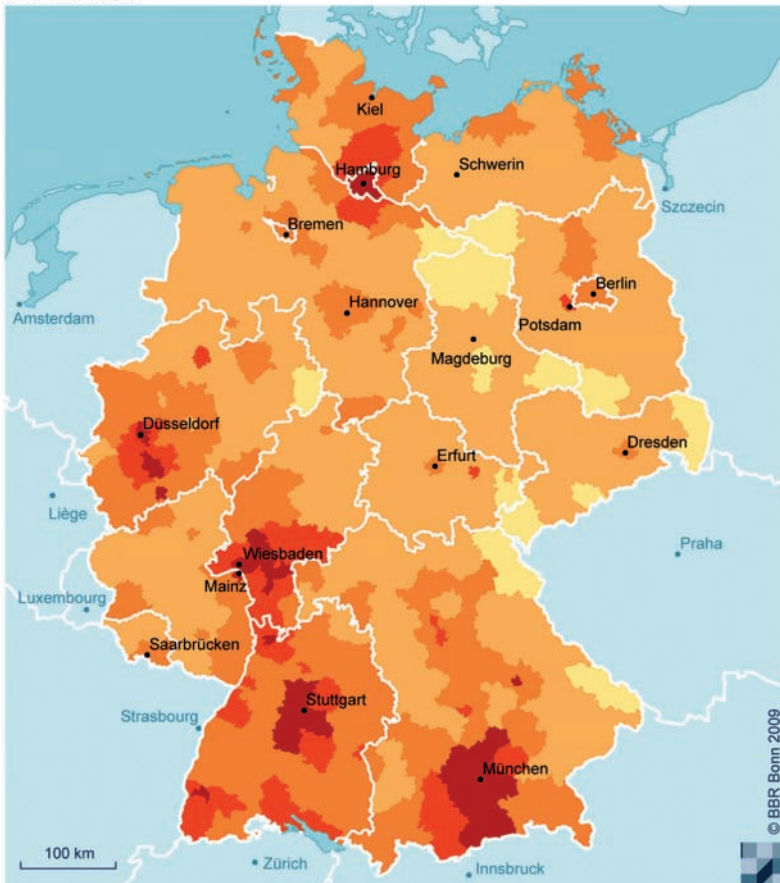 Kiel
Hamburg
Schwerin
Szczecin
Bremen
Amsterdam
Hannover
Berlin
Potsdam
Magdeburg
Düsseldorf
Erfurt
Dresden
Liège
Wiesbaden
Mainz
Praha
Luxembourg
Saarbrücken
Stuttgart
Strasbourg
München
100 km
Zürich
Innsbruck
© BBR Bonn 2009